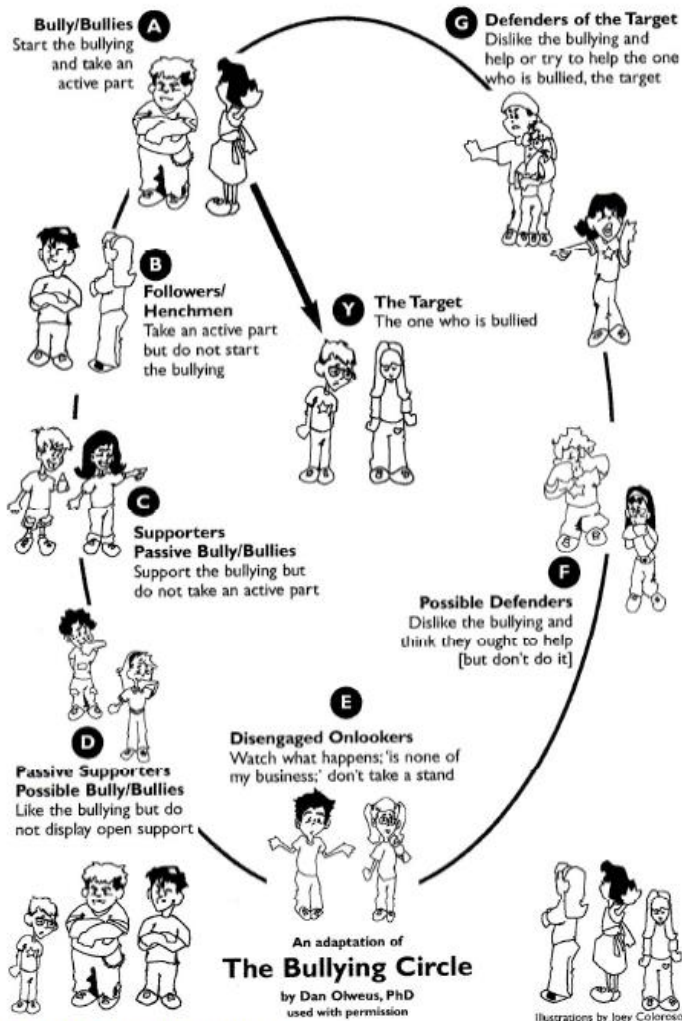 A
Bully/Bullies
Start the bullying
and take an
active part
G
Defenders of the Target
Dislike the bullying and
help or try to help the one
who is bullied, the target
B
Followers/
Henchmen
Take an active part
but do not start
the bullying
Y
The Target
The one who is bullied
C
Supporters
Passive Bully/Bullies
Support the bullying but
do not take an active part
F
Possible Defenders
Dislike the bullying and
think they ought to help
[but don't do it]
D
Passive Supporters
Possible Bully/Bullies
Like the bullying but do
not display open support
E
Disengaged Onlookers
Watch what happens; 'is none of
my business;' don't take a stand
An adaptation of
The Bullying Circle
by Dan Olweus, PhD
used with permission
Illustrations by Joey Coloroso